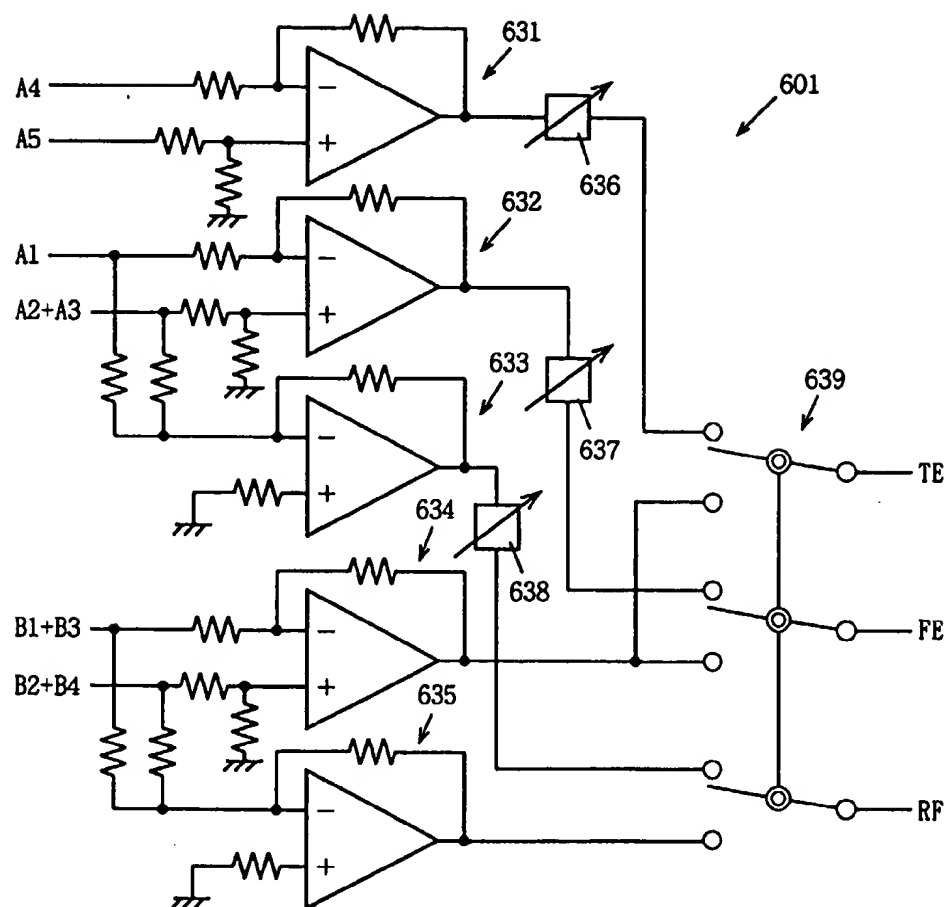 631
601
A4
−
A5
+
636
632
A1
−
A2+A3
+
633
639
637
−
TE
+
634
638
B1+B3
−
FE
B2+B4
+
635
−
RF
+